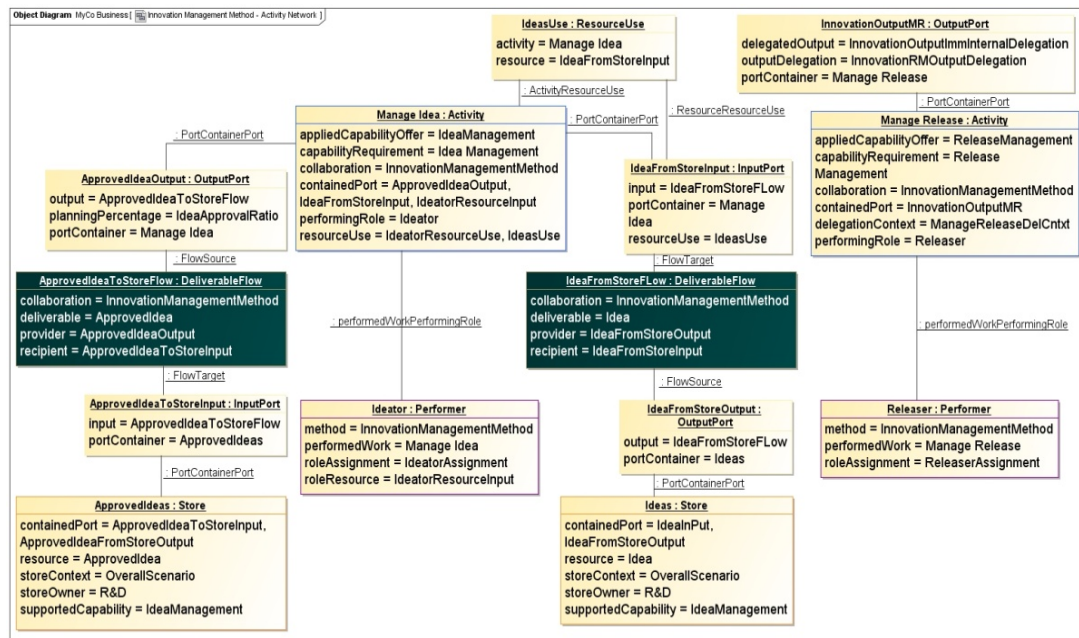 Object Diagram MyCo Business[ Innovation Management Method - Activity Network ]
IdeasUse : ResourceUse
activity = Manage Idea
resource = IdeaFromStoreInput
InnovationOutputMR : OutputPort
delegatedOutput = InnovationOutputImmInternalDelegation
outputDelegation = InnovationRMOutputDelegation
portContainer = Manage Release
: ActivityResourceUse
: ResourceResourceUse
: PortContainerPort
: PortContainerPort
: PortContainerPort
Manage Idea : Activity
appliedCapabilityOffer = IdeaManagement
capabilityRequirement = Idea Management
collaboration = InnovationManagementMethod
containedPort = ApprovedIdeaOutput,
IdeaFromStoreInput, IdeatorResourceInput
performingRole = Ideator
resourceUse = IdeatorResourceUse, IdeasUse
Manage Release : Activity
appliedCapabilityOffer = ReleaseManagement
capabilityRequirement = Release
Management
collaboration = InnovationManagementMethod
containedPort = InnovationOutputMR
delegationContext = ManageReleaseDelCntxt
performingRole = Releaser
ApprovedIdeaOutput : OutputPort
output = ApprovedIdeaToStoreFlow
planningPercentage = IdeaApprovalRatio
portContainer = Manage Idea
IdeaFromStoreInput : InputPort
input = IdeaFromStoreFLow
portContainer = Manage
Idea
resourceUse = IdeasUse
: FlowSource
: FlowTarget
ApprovedIdeaToStoreFlow : DeliverableFlow
collaboration = InnovationManagementMethod
deliverable = ApprovedIdea
provider = ApprovedIdeaOutput
recipient = ApprovedIdeaToStoreInput
: performedWorkPerformingRole
IdeaFromStoreFLow : DeliverableFlow
collaboration = InnovationManagementMethod
deliverable = Idea
provider = IdeaFromStoreOutput
recipient = IdeaFromStoreInput
: performedWorkPerformingRole
: FlowTarget
: FlowSource
ApprovedIdeaToStoreInput : InputPort
input = ApprovedIdeaToStoreFlow
portContainer = ApprovedIdeas
Ideator : Performer
method = InnovationManagementMethod
performedWork = Manage Idea
roleAssignment = IdeatorAssignment
roleResource = IdeatorResourceInput
IdeaFromStoreOutput :
OutputPort
output = IdeaFromStoreFLow
portContainer = Ideas
Releaser : Performer
method = InnovationManagementMethod
performedWork = Manage Release
roleAssignment = ReleaserAssignment
: PortContainerPort
: PortContainerPort
ApprovedIdeas : Store
containedPort = ApprovedIdeaToStoreInput,
ApprovedIdeaFromStoreOutput
resource = ApprovedIdea
storeContext = OverallScenario
storeOwner = R&D
supportedCapability = IdeaManagement
Ideas : Store
containedPort = IdeaInPut,
IdeaFromStoreOutput
resource = Idea
storeContext = OverallScenario
storeOwner = R&D
supportedCapability = IdeaManagement